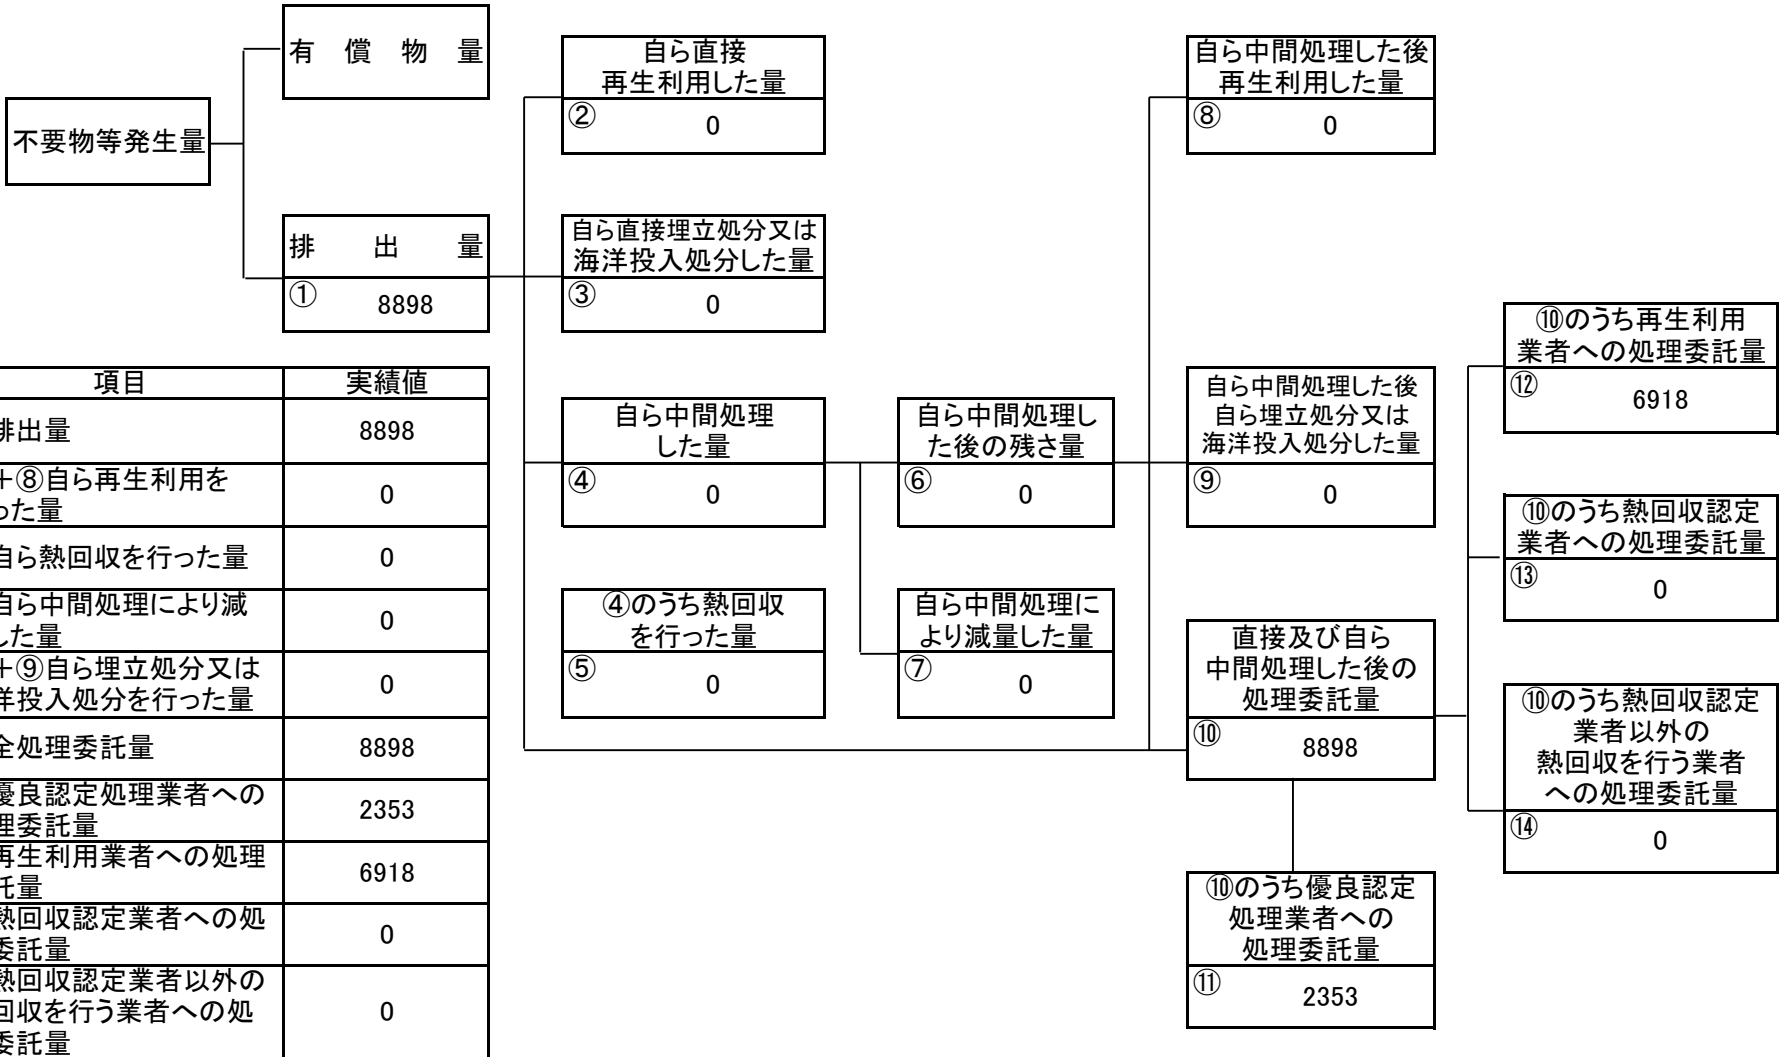 有償物量
不要物等発生量
排出量
① 8898
自ら直接
再生利用した量
② 0
自ら直接埋立処分又は
海洋投入処分した量
③ 0
自ら中間処理
した量
④ 0
④のうち熱回収
を行った量
⑤ 0
自ら中間処理し
た後の残さ量
⑥ 0
自ら中間処理に
より減量した量
⑦ 0
自ら中間処理した後
再生利用した量
⑧ 0
自ら中間処理した後
自ら埋立処分又は
海洋投入処分した量
⑨ 0
直接及び自ら
中間処理した後の
処理委託量
⑩ 8898
⑩のうち優良認定
処理業者への
処理委託量
⑪ 2353
⑩のうち再生利用
業者への処理委託量
⑫ 6918
⑩のうち熱回収認定
業者への処理委託量
⑬ 0
⑩のうち熱回収認定
業者以外の
熱回収を行う業者
への処理委託量
⑭ 0
項目 実績値
排出量 8898
+⑧自ら再生利用を
った量 0
自ら熱回収を行った量 0
自ら中間処理により減
した量 0
+⑨自ら埋立処分又は
洋投入処分を行った量 0
全処理委託量 8898
優良認定処理業者への
理委託量 2353
再生利用業者への処理
託量 6918
熱回収認定業者への処
委託量 0
熱回収認定業者以外の
回収を行う業者への処
委託量 0